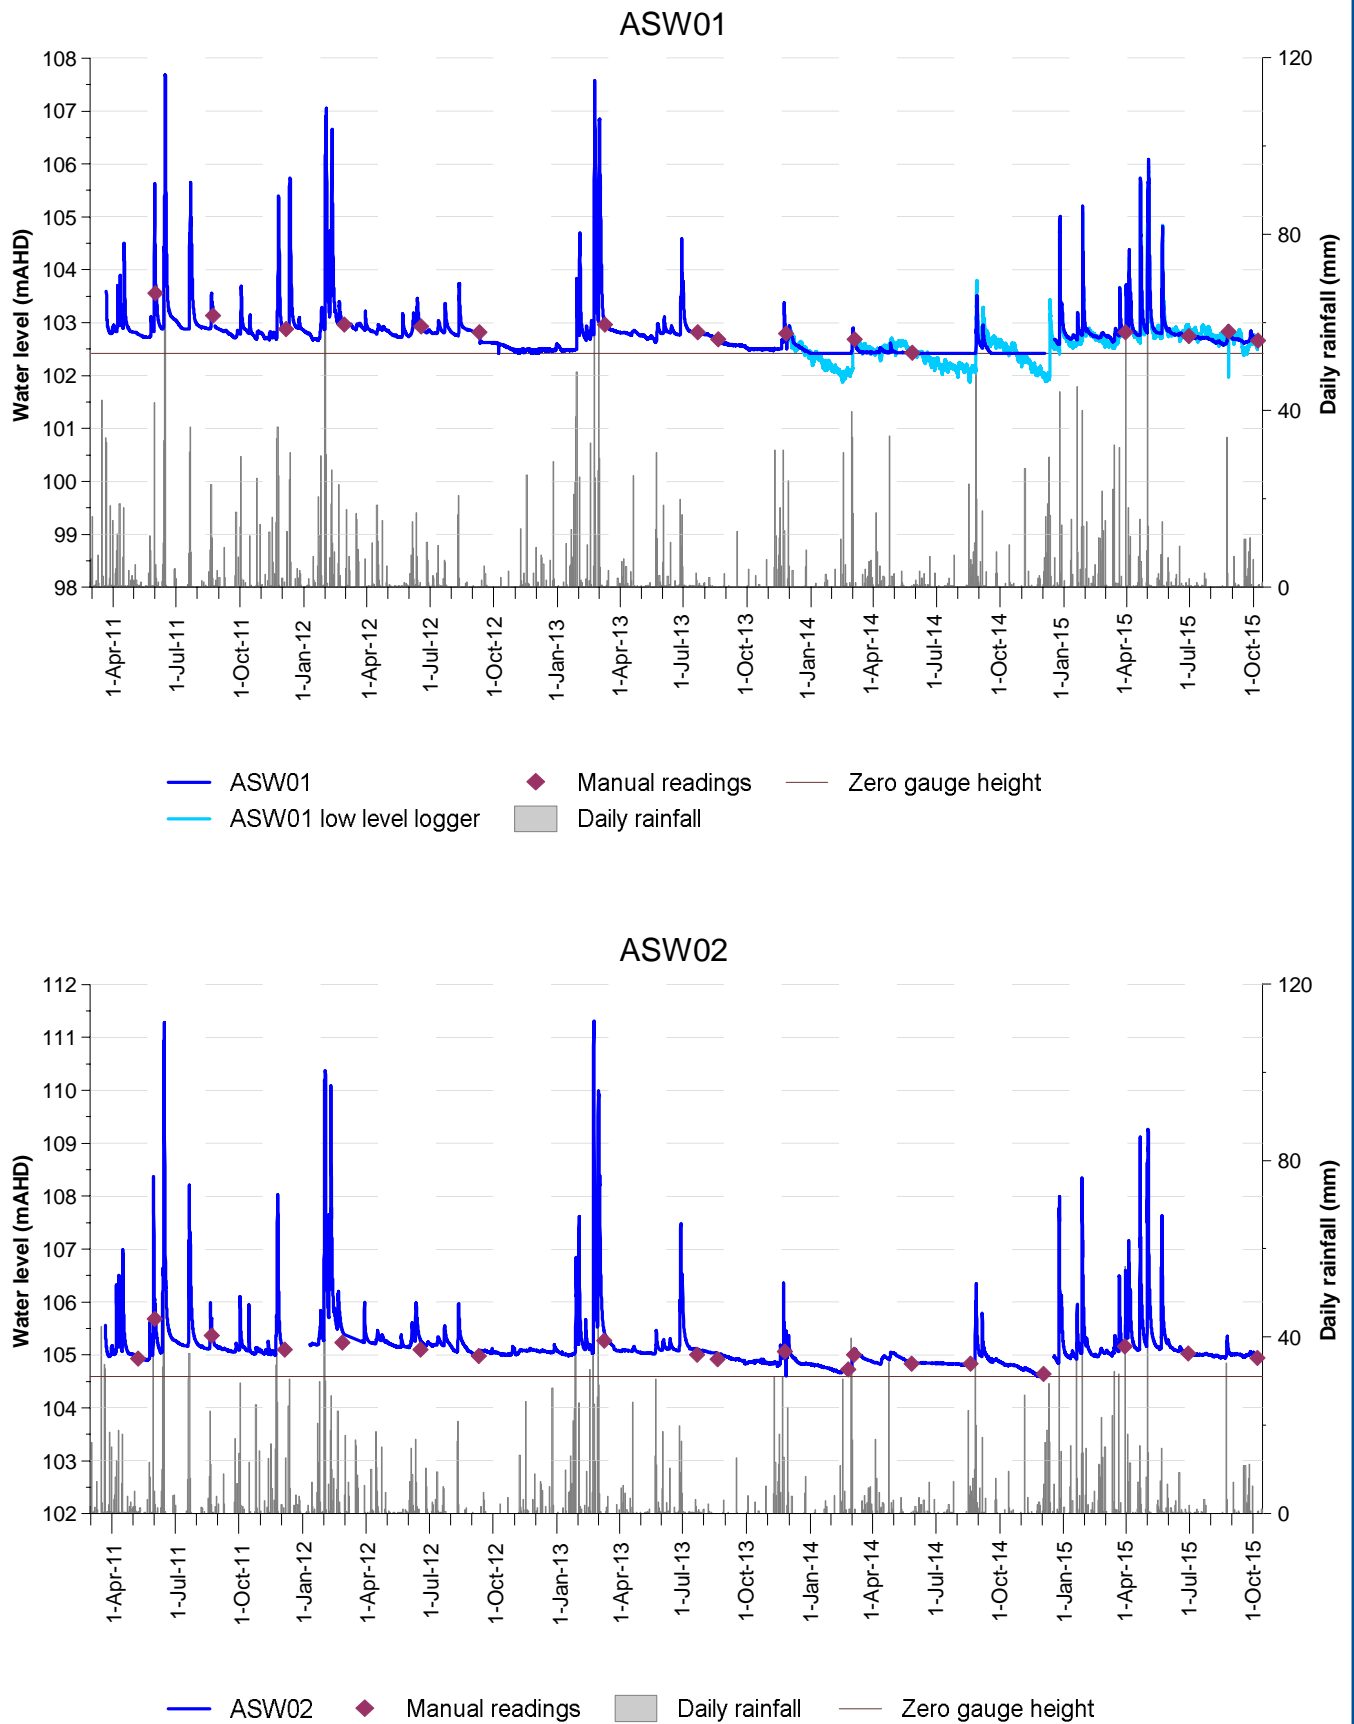 ASW01
108
107
106
105
104
103
102
101
100
99
98
Water level (mAHD)
120
80
40
0
Daily rainfall (mm)
1-Apr-11
1-Jul-11
1-Oct-11
1-Jan-12
1-Apr-12
1-Jul-12
1-Oct-12
1-Jan-13
1-Apr-13
1-Jul-13
1-Oct-13
1-Jan-14
1-Apr-14
1-Jul-14
1-Oct-14
1-Jan-15
1-Apr-15
1-Jul-15
1-Oct-15
ASW01 Manual readings Zero gauge height
ASW01 low level logger Daily rainfall
ASW02
112
111
110
109
108
107
106
105
104
103
102
Water level (mAHD)
120
80
40
0
Daily rainfall (mm)
1-Apr-11
1-Jul-11
1-Oct-11
1-Jan-12
1-Apr-12
1-Jul-12
1-Oct-12
1-Jan-13
1-Apr-13
1-Jul-13
1-Oct-13
1-Jan-14
1-Apr-14
1-Jul-14
1-Oct-14
1-Jan-15
1-Apr-15
1-Jul-15
1-Oct-15
ASW02 Manual readings Daily rainfall Zero gauge height